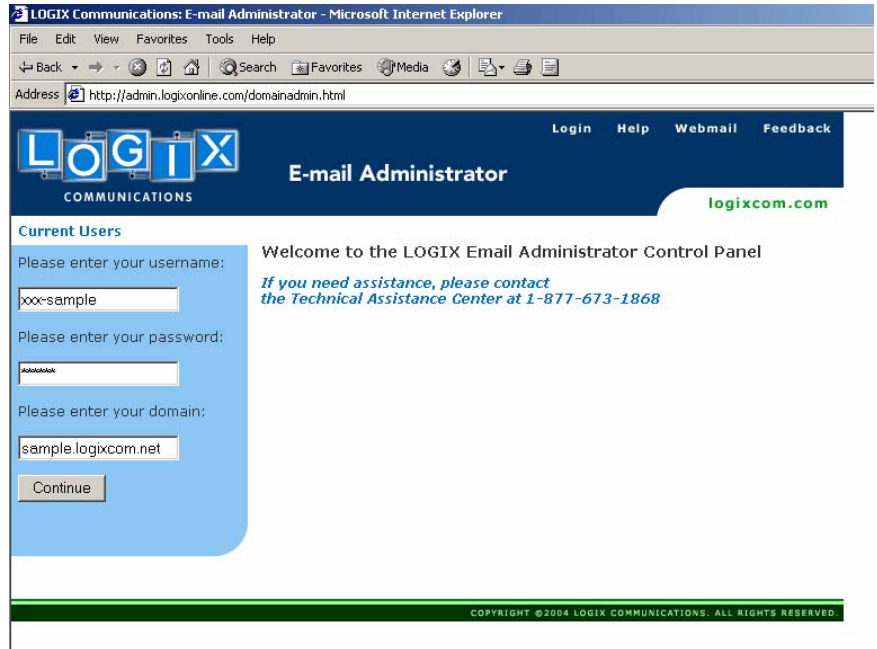 LOGIX Communications: E-mail Administrator - Microsoft Internet Explorer
File Edit View Favorites Tools Help
Back Search Favorites Media
Address http://admin.logixonline.com/domainadmin.html
LOGIX
COMMUNICATIONS
E-mail Administrator
Login Help Webmail Feedback
logixcom.com
Current Users
Please enter your username:
xxx-sample
Please enter your password:
******
Please enter your domain:
sample.logixcom.net
Continue
Welcome to the LOGIX Email Administrator Control Panel
If you need assistance, please contact
the Technical Assistance Center at 1-877-673-1868
COPYRIGHT ©2004 LOGIX COMMUNICATIONS. ALL RIGHTS RESERVED.